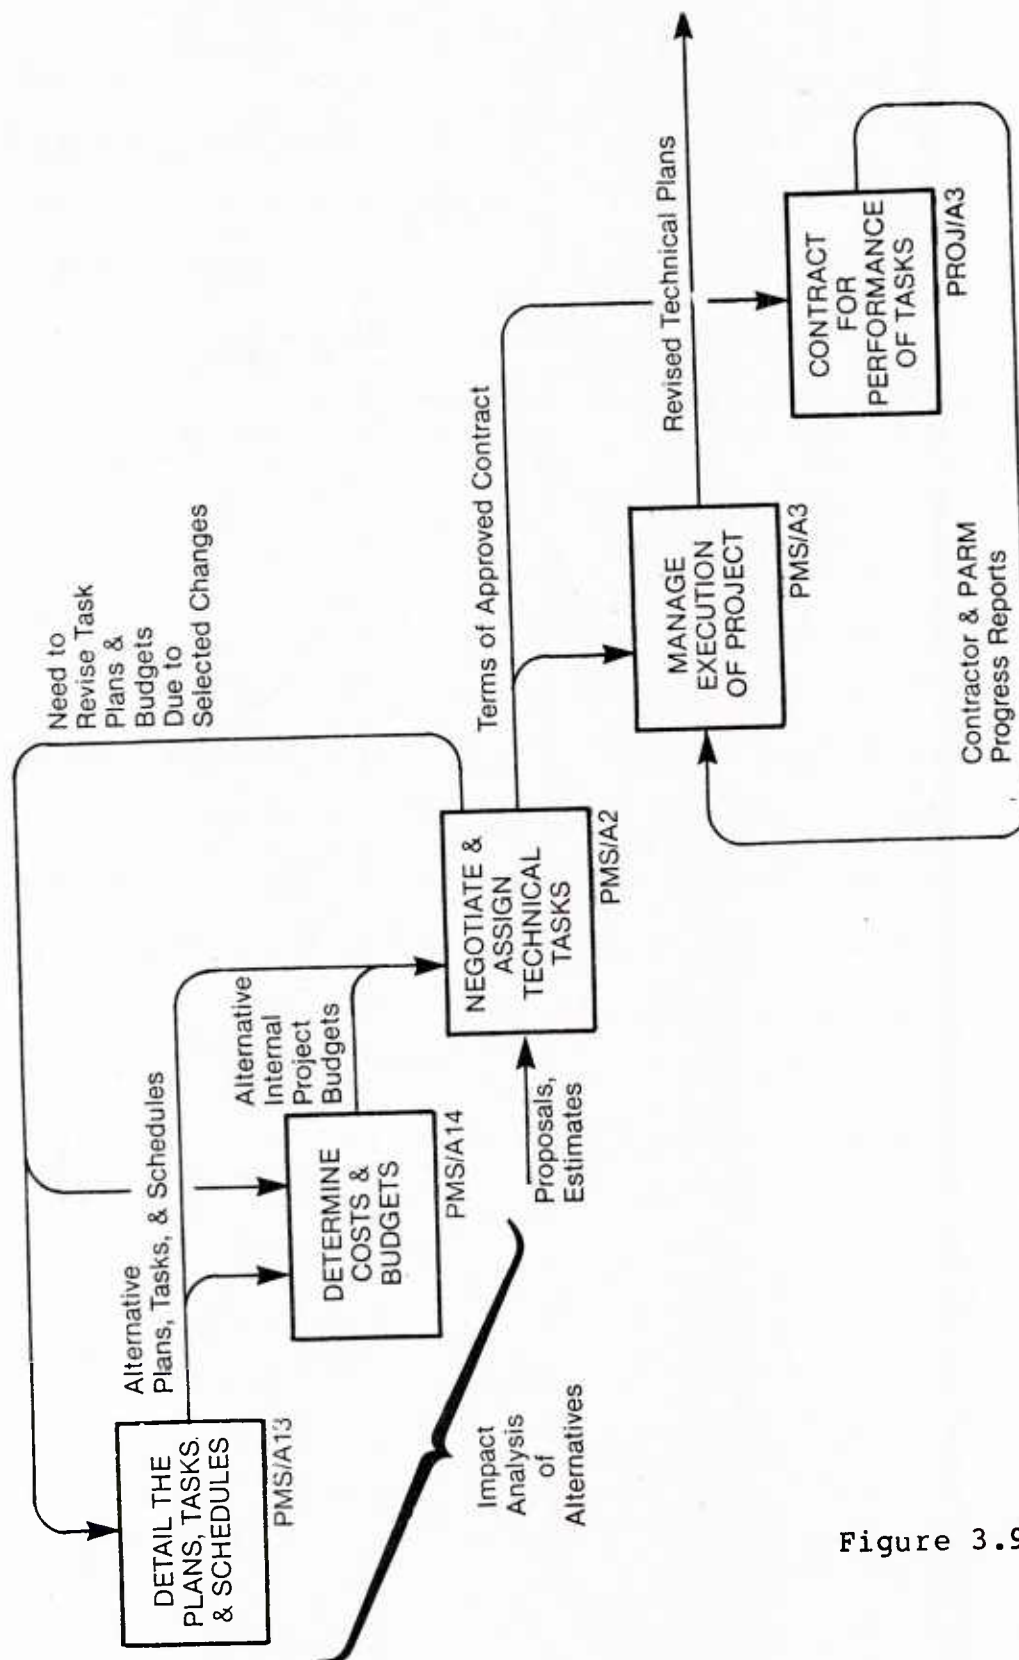 Need to
Revise Task
Plans &
Budgets
Due to
Selected Changes
Alternative
Plans, Tasks, & Schedules
DETAIL THE
PLANS, TASKS.
& SCHEDULES
PMS/A13
Alternative
Internal
Project
Budgets
DETERMINE
COSTS &
BUDGETS
PMS/A14
Impact
Analysis
of
Alternatives
Proposals,
Estimates
NEGOTIATE &
ASSIGN
TECHNICAL
TASKS
PMS/A2
Terms of Approved Contract
MANAGE
EXECUTION
OF PROJECT
PMS/A3
Revised Technical Plans
CONTRACT
FOR
PERFORMANCE
OF TASKS
PROJ/A3
Contractor & PARM
Progress Reports
Figure 3.9